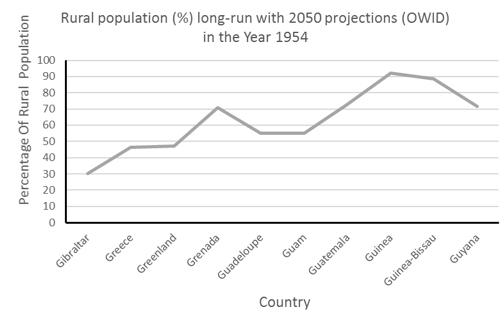 Rural population (%) long-run with 2050 projections (OWID)
in the Year 1954
Percentage Of Rural Population
100
90
80
70
60
50
40
30
20
10
0
Gibraltar
Greece
Greenland
Grenada
Guadeloupe
Guam
Guatemala
Guinea
Guinea-Bissau
Guyana
Country